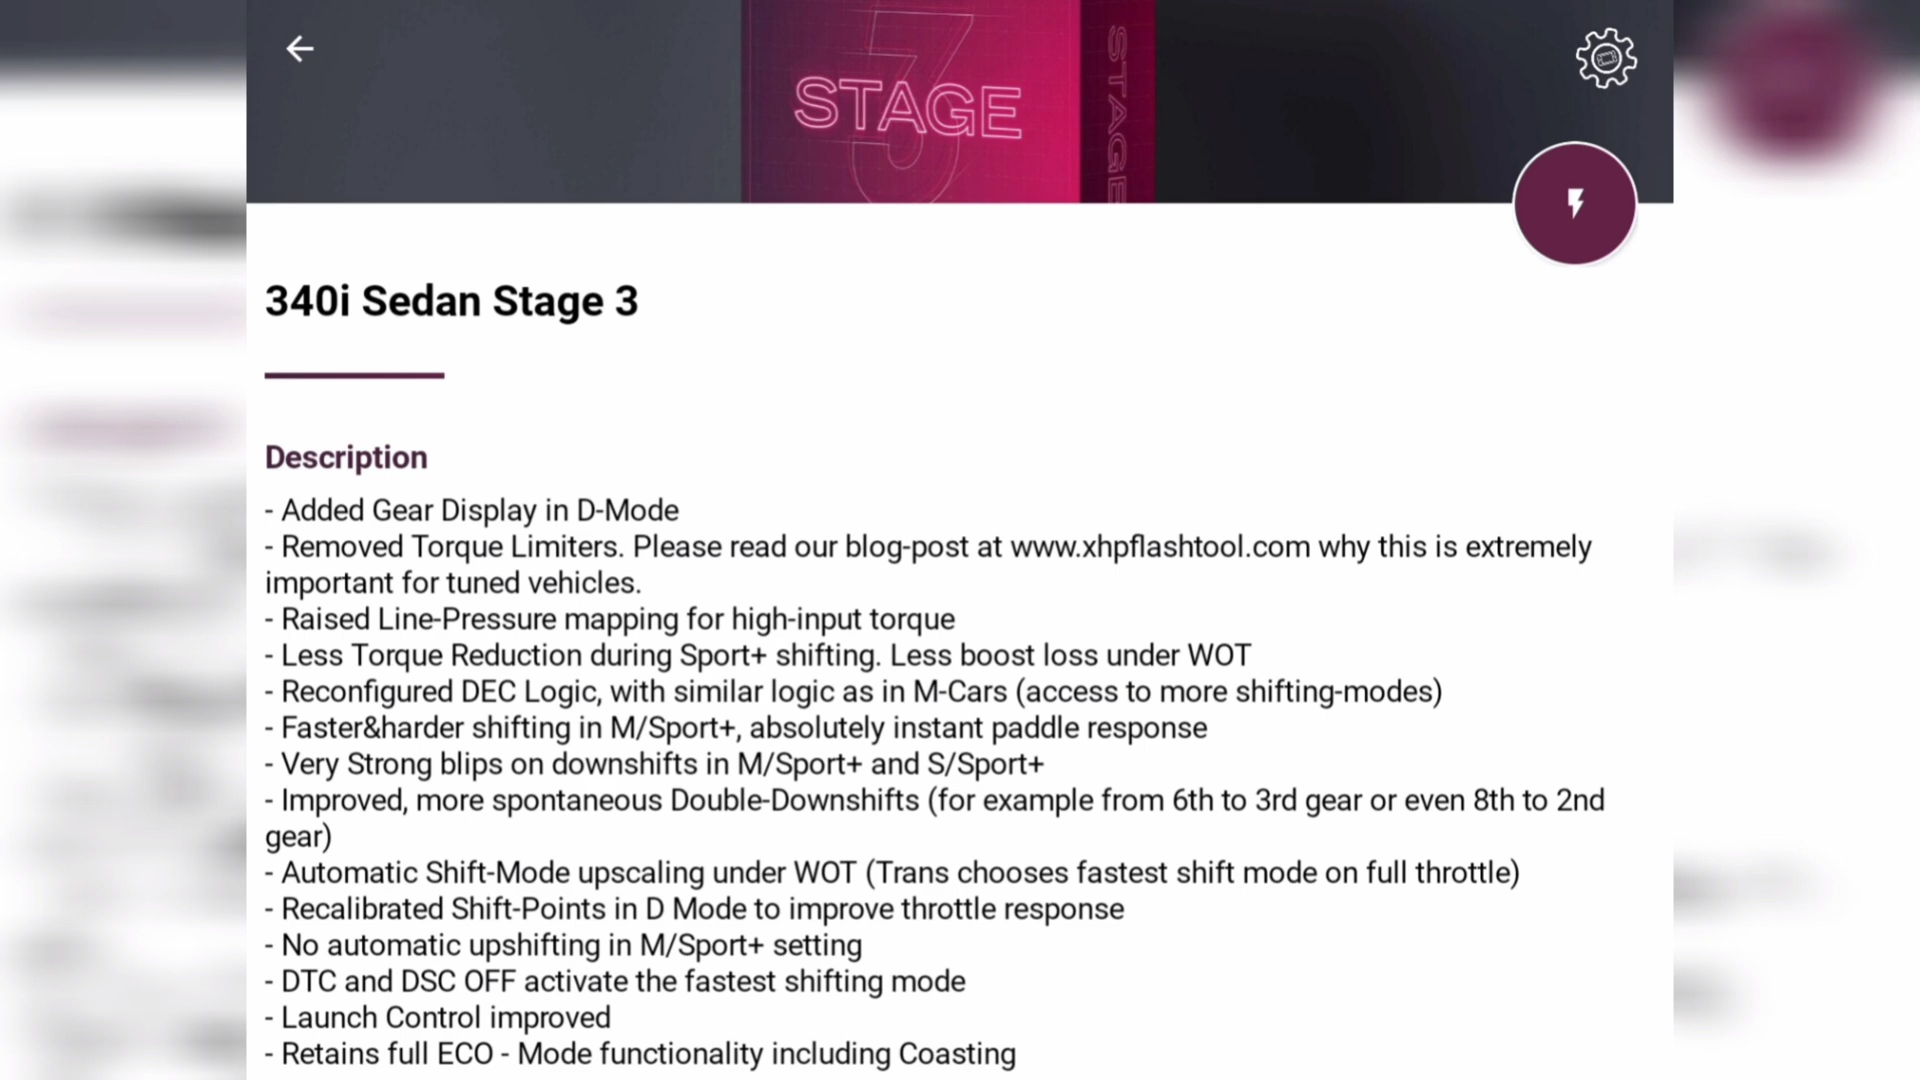 3
STAGE
STAGE
340i Sedan Stage 3
Description
- Added Gear Display in D-Mode
- Removed Torque Limiters. Please read our blog-post at www.xhpflashtool.com why this is extremely
important for tuned vehicles.
- Raised Line-Pressure mapping for high-input torque
- Less Torque Reduction during Sport+ shifting. Less boost loss under WOT
- Reconfigured DEC Logic, with similar logic as in M-Cars (access to more shifting-modes)
- Faster&harder shifting in M/Sport+, absolutely instant paddle response
- Very Strong blips on downshifts in M/Sport+ and S/Sport+
- Improved, more spontaneous Double-Downshifts (for example from 6th to 3rd gear or even 8th to 2nd
gear)
- Automatic Shift-Mode upscaling under WOT (Trans chooses fastest shift mode on full throttle)
- Recalibrated Shift-Points in D Mode to improve throttle response
- No automatic upshifting in M/Sport+ setting
- DTC and DSC OFF activate the fastest shifting mode
- Launch Control improved
- Retains full ECO - Mode functionality including Coasting